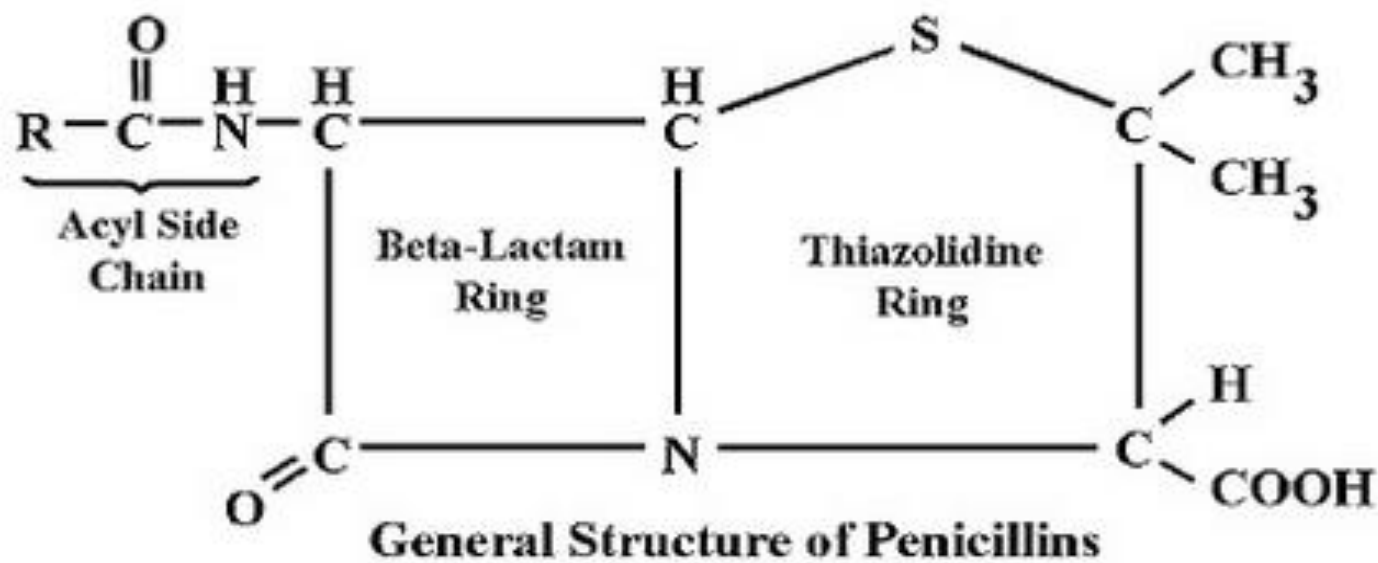 O
S
H H H CH3
R C N C C C
CH3
Acyl Side
Chain
Beta-Lactam
Ring
Thiazolidine
Ring
H
C N C
O COOH
General Structure of Penicillins